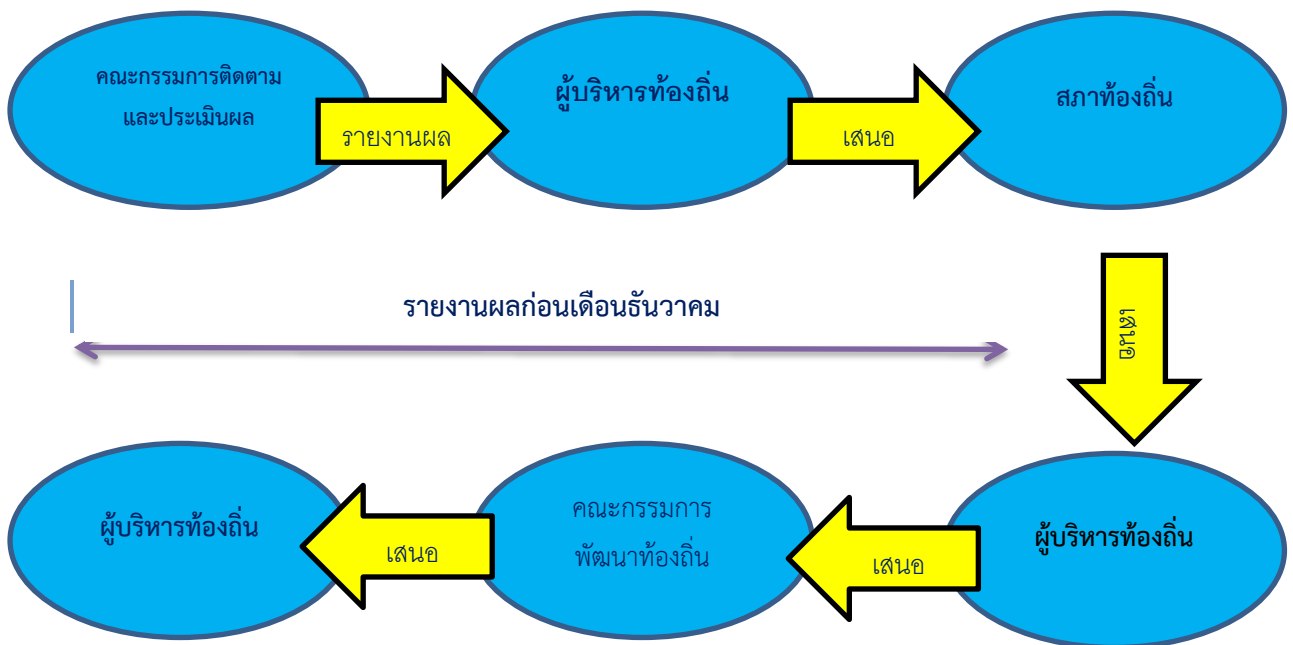 คณะกรรมการติดตาม
และประเมินผล
รายงานผล
ผู้บริหารท้องถิ่น
เสนอ
สภาท้องถิ่น
รายงานผลก่อนเดือนธันวาคม
เสนอ
ผู้บริหารท้องถิ่น
เสนอ
คณะกรรมการ
พัฒนาท้องถิ่น
เสนอ
ผู้บริหารท้องถิ่น